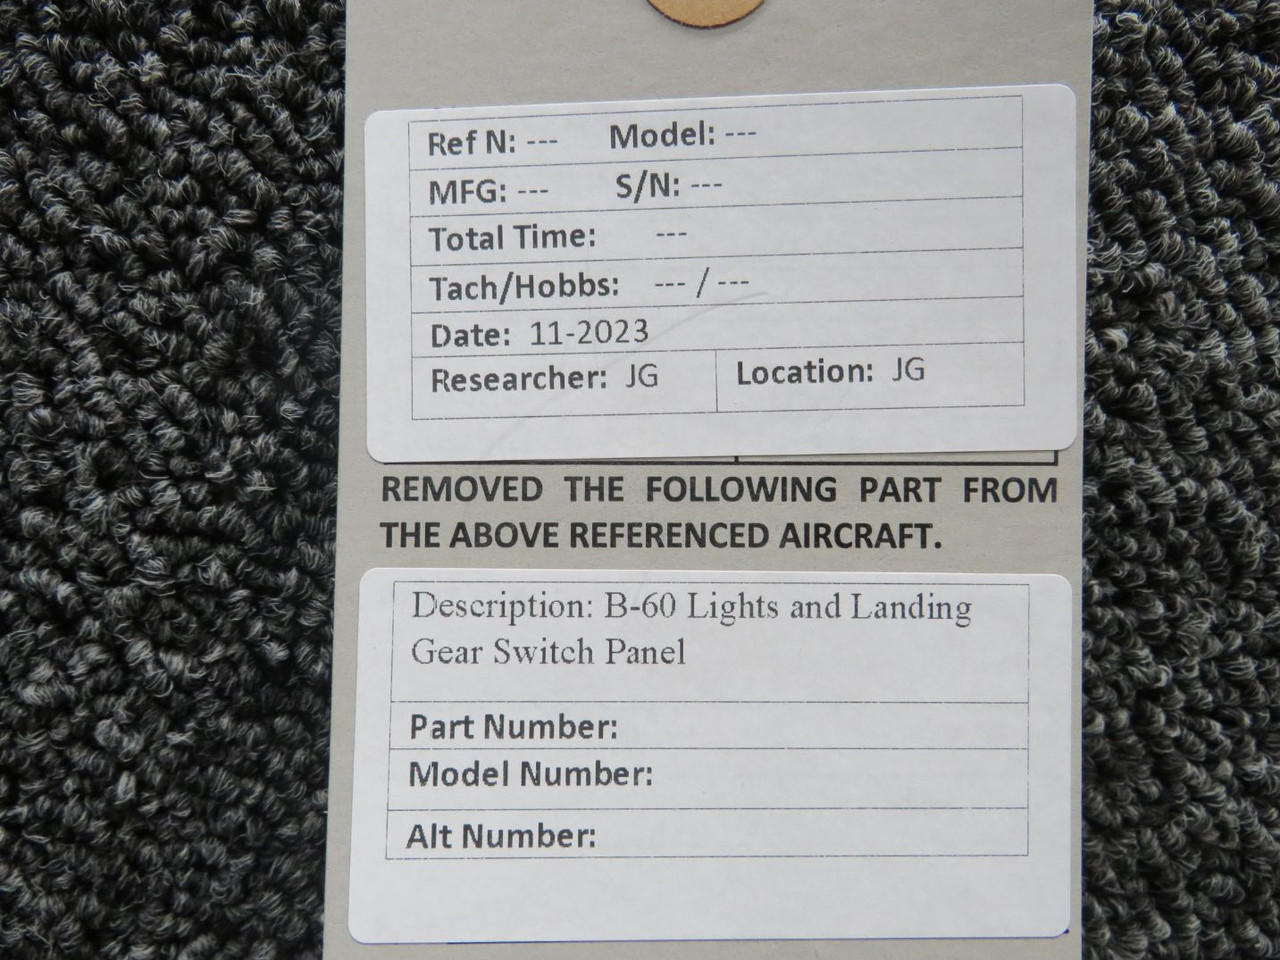 Ref N: --- Model: ---
MFG: --- S/N: ---
Total Time: ---
Tach/Hobbs: --- / ---
Date: 11-2023
Researcher: JG Location: JG
REMOVED THE FOLLOWING PART FROM
THE ABOVE REFERENCED AIRCRAFT.
Description: B-60 Lights and Landing
Gear Switch Panel
Part Number:
Model Number:
Alt Number: